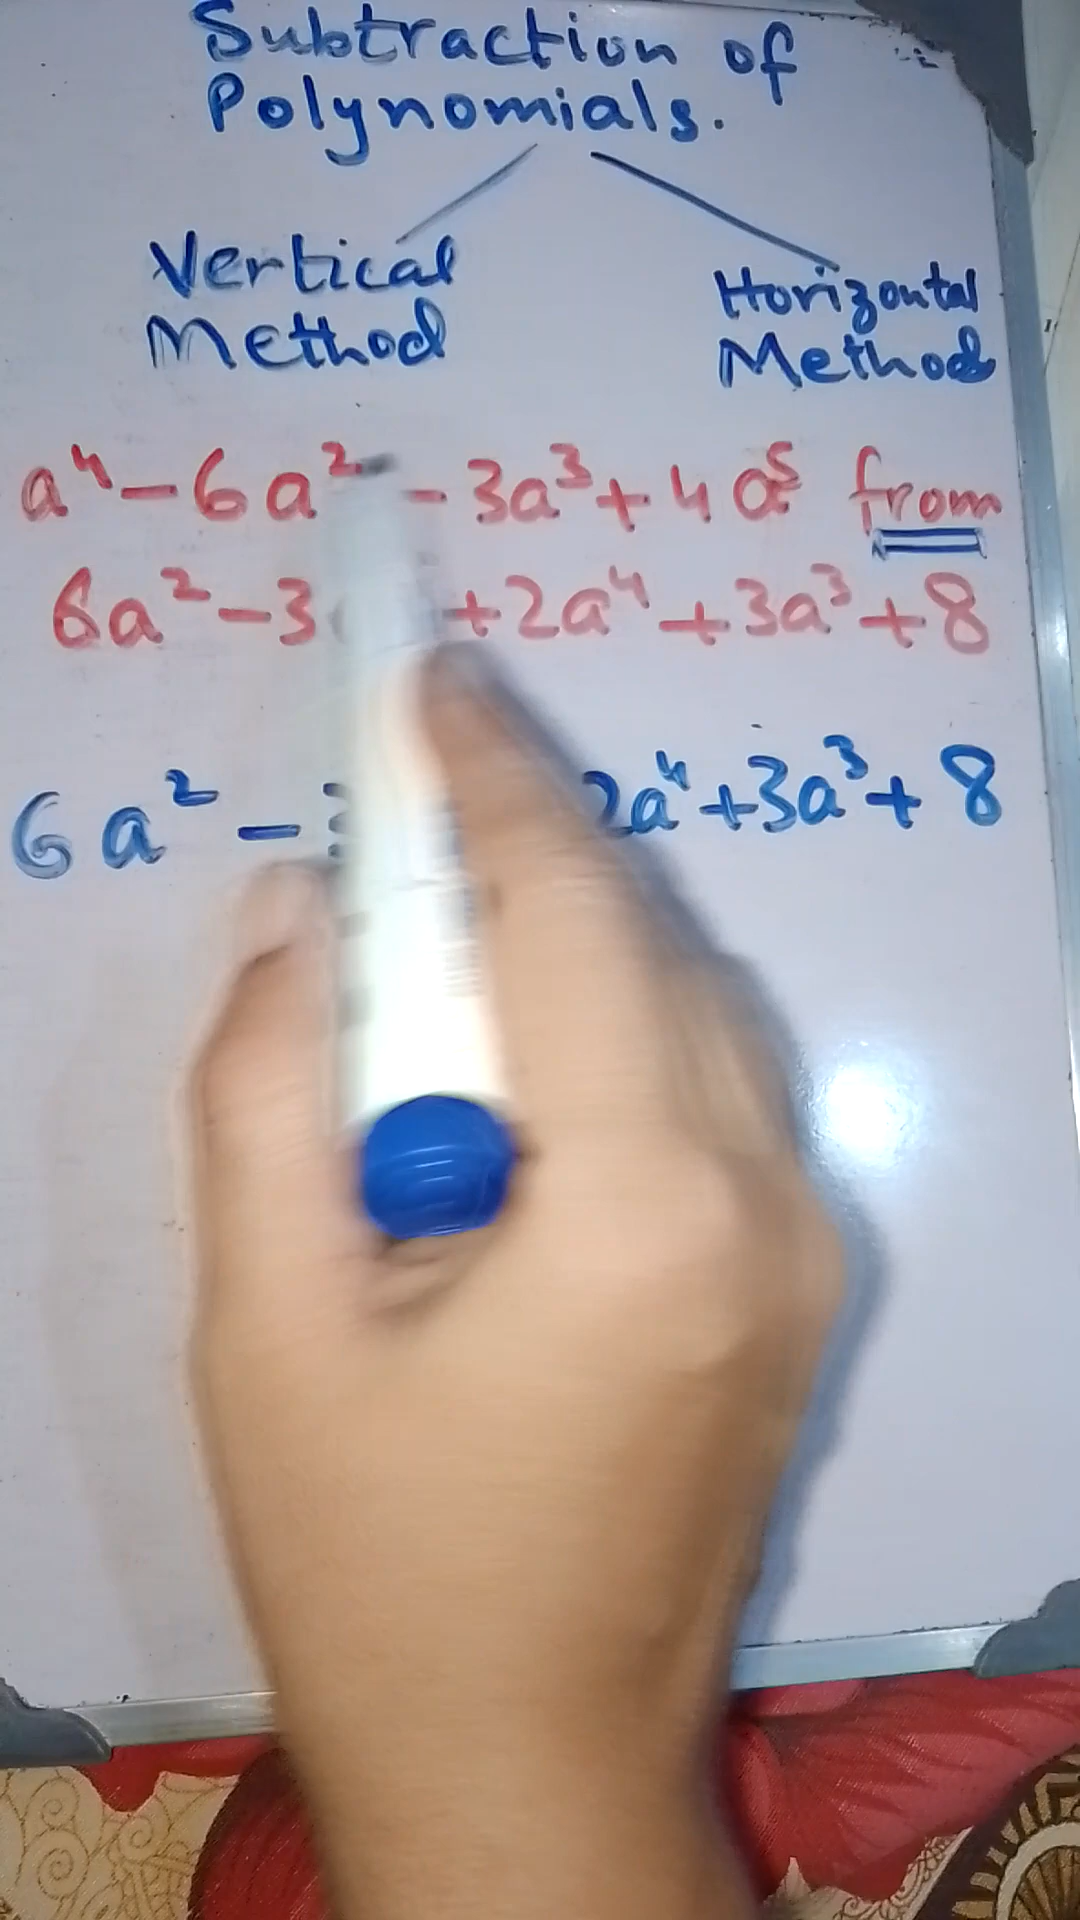 Subtraction of
Polynomials.
Vertical Horizontal
Method Method
a⁴ - 6a² - 3a³ + 4a⁵ from
6a² - 3 + 2a⁴ + 3a³ + 8
6a² - 2a⁴ + 3a³ + 8